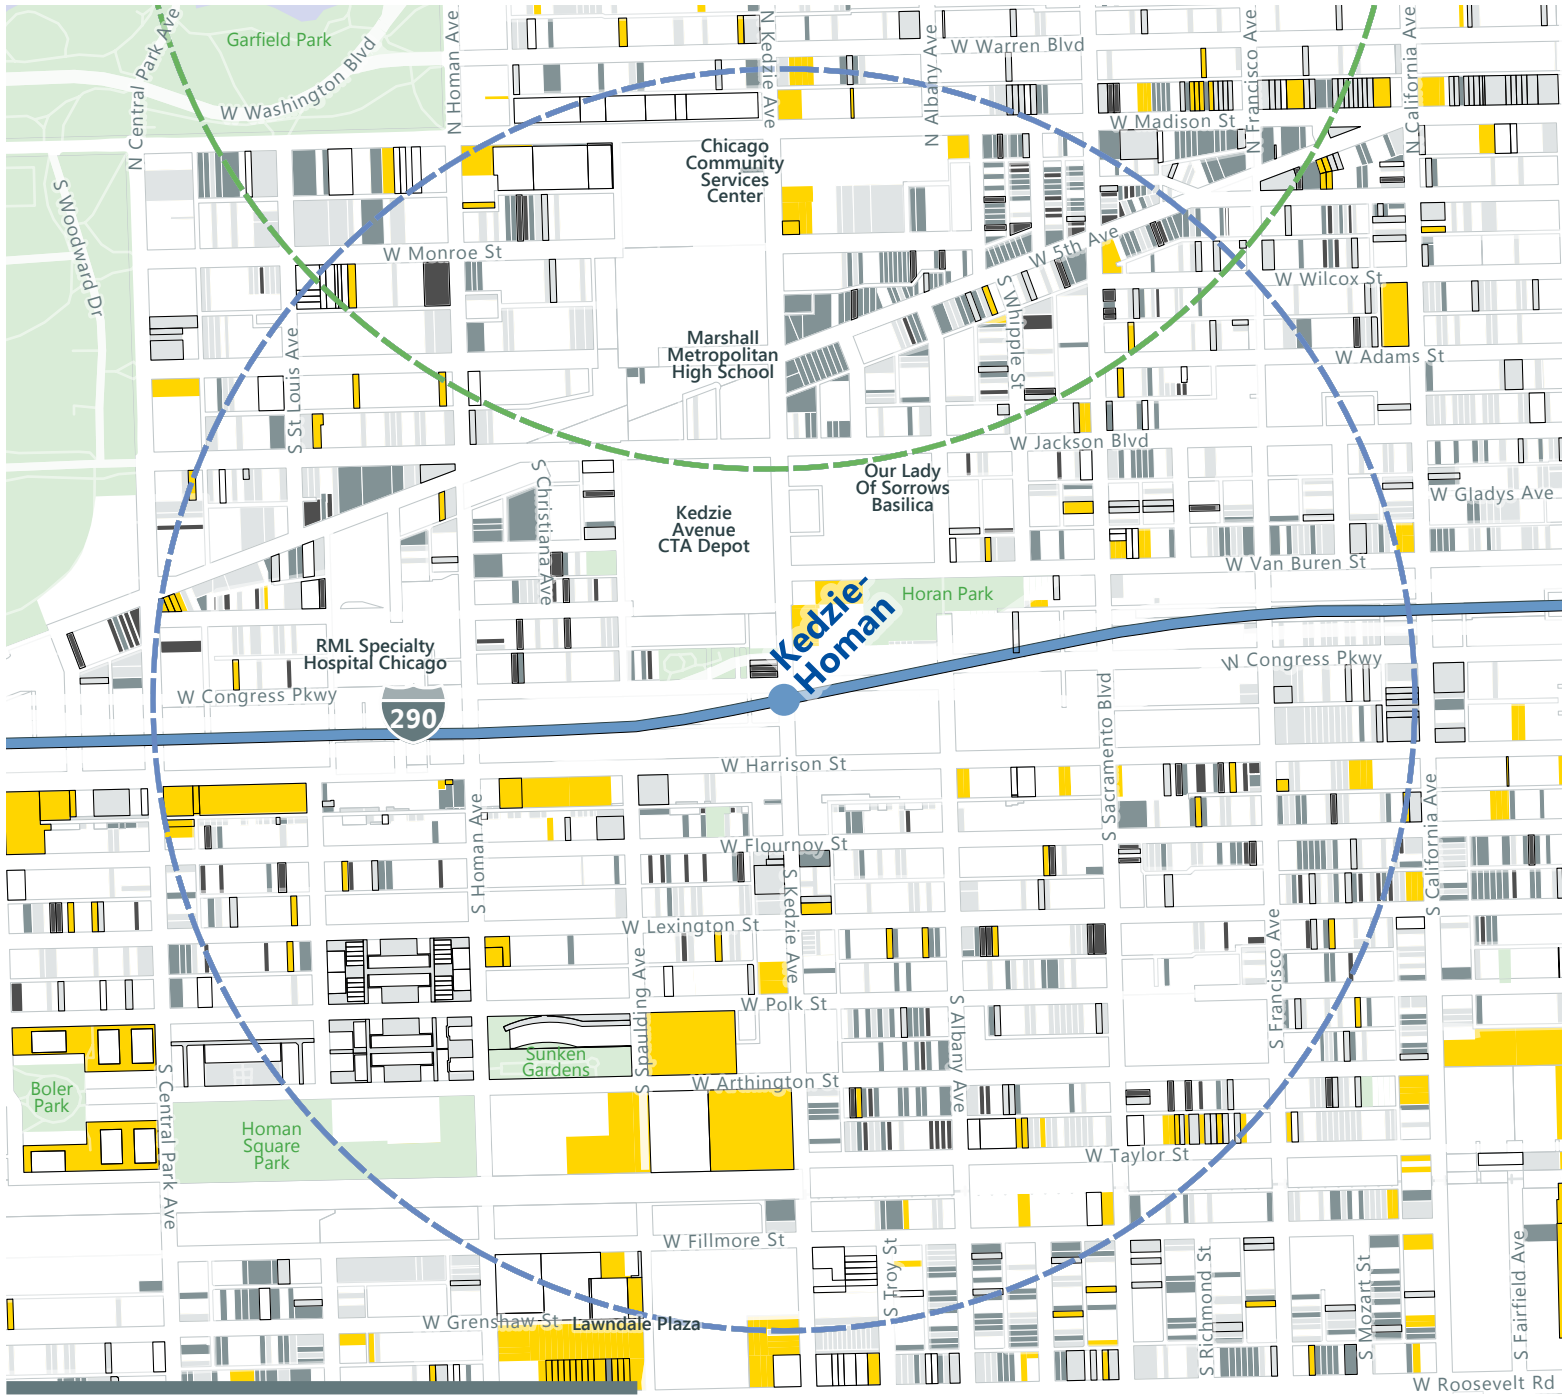 N Central Park Ave
Garfield Park
W Washington Blvd
N Homan Ave
N Kedzie Ave
N Albany Ave
W Warren Blvd
N Francisco Ave
N California Ave
W Madison St
Chicago
Community
Services
Center
S Woodward Dr
W Monroe St
W 5th Ave
W Wilcox St
S Whipple St
S St Louis Ave
Marshall
Metropolitan
High School
W Adams St
W Jackson Blvd
Our Lady
Of Sorrows
Basilica
S Christiana Ave
Kedzie
Avenue
CTA Depot
W Gladys Ave
W Van Buren St
Horan Park
Kedzie-
Homan
RML Specialty
Hospital Chicago
W Congress Pkwy
W Congress Pkwy
290
W Harrison St
S Sacramento Blvd
S California Ave
S Homan Ave
W Flournoy St
S Kedzie Ave
W Lexington St
S Francisco Ave
S Spaulding Ave
W Polk St
S Albany Ave
Sunken
Gardens
W Arthington St
Boler
Park
S Central Park Ave
Homan
Square
Park
W Taylor St
W Fillmore St
S Troy St
S Richmond St
S Mozart St
S Fairfield Ave
W Grenshaw St
Lawndale Plaza
W Roosevelt Rd